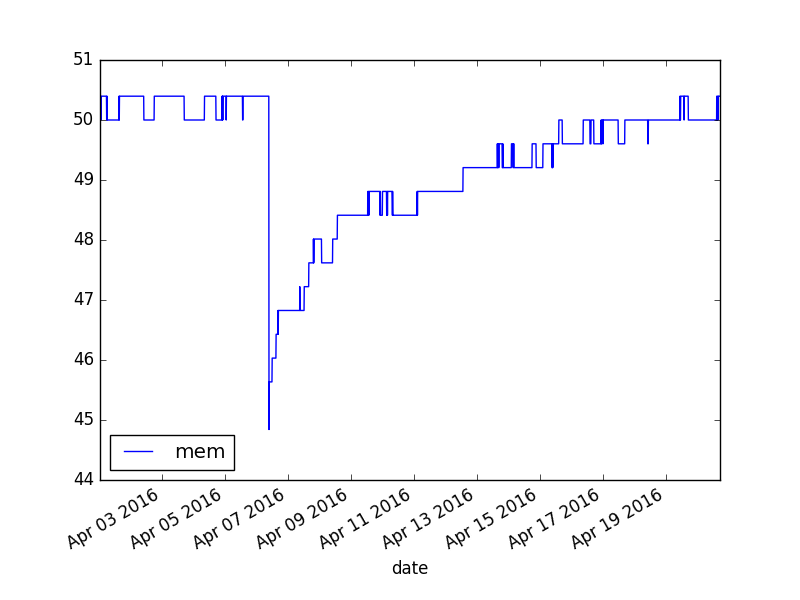 51
50
49
48
47
46
45
44
mem
Apr 03 2016
Apr 05 2016
Apr 07 2016
Apr 09 2016
Apr 11 2016
Apr 13 2016
Apr 15 2016
Apr 17 2016
Apr 19 2016
date